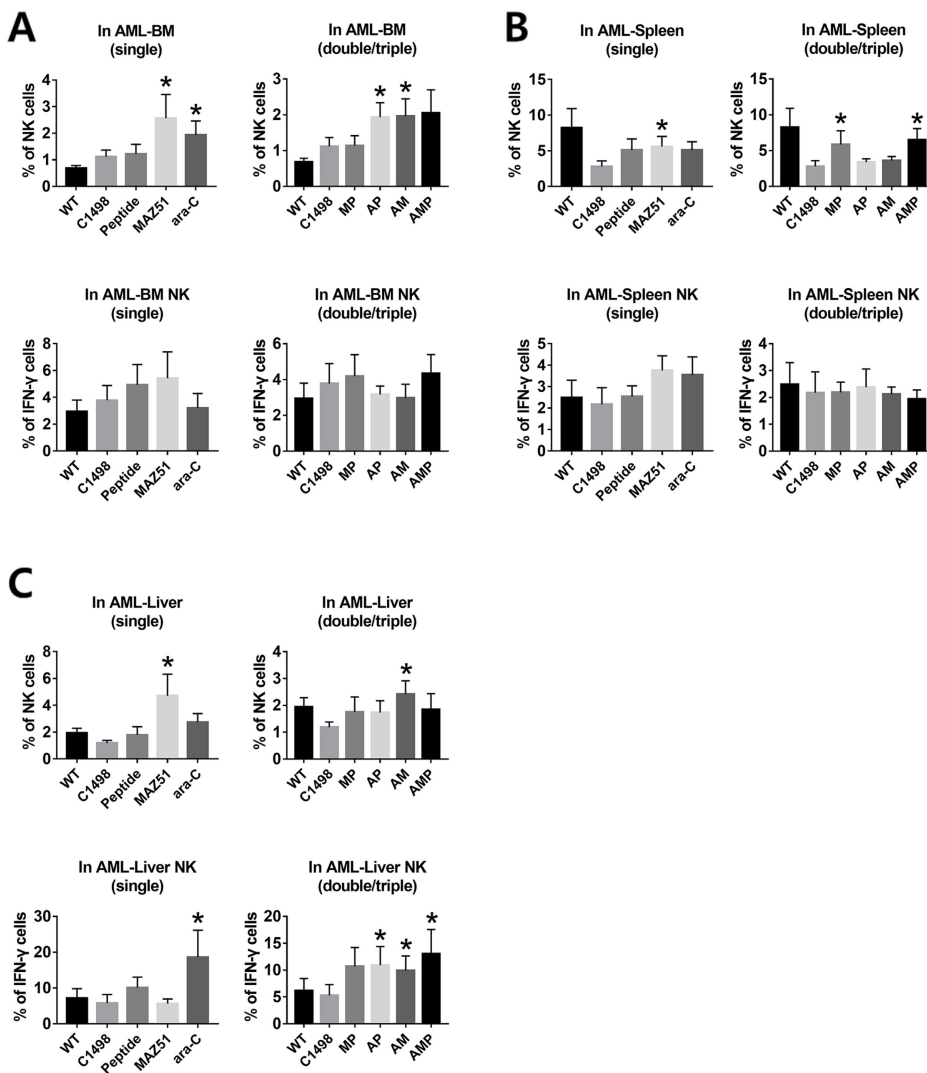 A
In AML-BM
(single)
% of NK cells
4
3
2
1
0
*
*
WT
C1498
Peptide
MAZ51
ara-C
In AML-BM
(double/triple)
% of NK cells
3
2
1
0
*
*
WT
C1498
MP
AP
AM
AMP
In AML-BM NK
(single)
% of IFN-γ cells
8
6
4
2
0
WT
C1498
Peptide
MAZ51
ara-C
In AML-BM NK
(double/triple)
% of IFN-γ cells
6
4
2
0
WT
C1498
MP
AP
AM
AMP
B
In AML-Spleen
(single)
% of NK cells
15
10
5
0
*
WT
C1498
Peptide
MAZ51
ara-C
In AML-Spleen
(double/triple)
% of NK cells
15
10
5
0
*
*
WT
C1498
MP
AP
AM
AMP
In AML-Spleen NK
(single)
% of IFN-γ cells
5
4
3
2
1
0
WT
C1498
Peptide
MAZ51
ara-C
In AML-Spleen NK
(double/triple)
% of IFN-γ cells
4
3
2
1
0
WT
C1498
MP
AP
AM
AMP
C
In AML-Liver
(single)
% of NK cells
8
6
4
2
0
*
WT
C1498
Peptide
MAZ51
ara-C
In AML-Liver
(double/triple)
% of NK cells
4
3
2
1
0
*
WT
C1498
MP
AP
AM
AMP
In AML-Liver NK
(single)
% of IFN-γ cells
30
20
10
0
*
WT
C1498
Peptide
MAZ51
ara-C
In AML-Liver NK
(double/triple)
% of IFN-γ cells
20
15
10
5
0
*
*
*
WT
C1498
MP
AP
AM
AMP